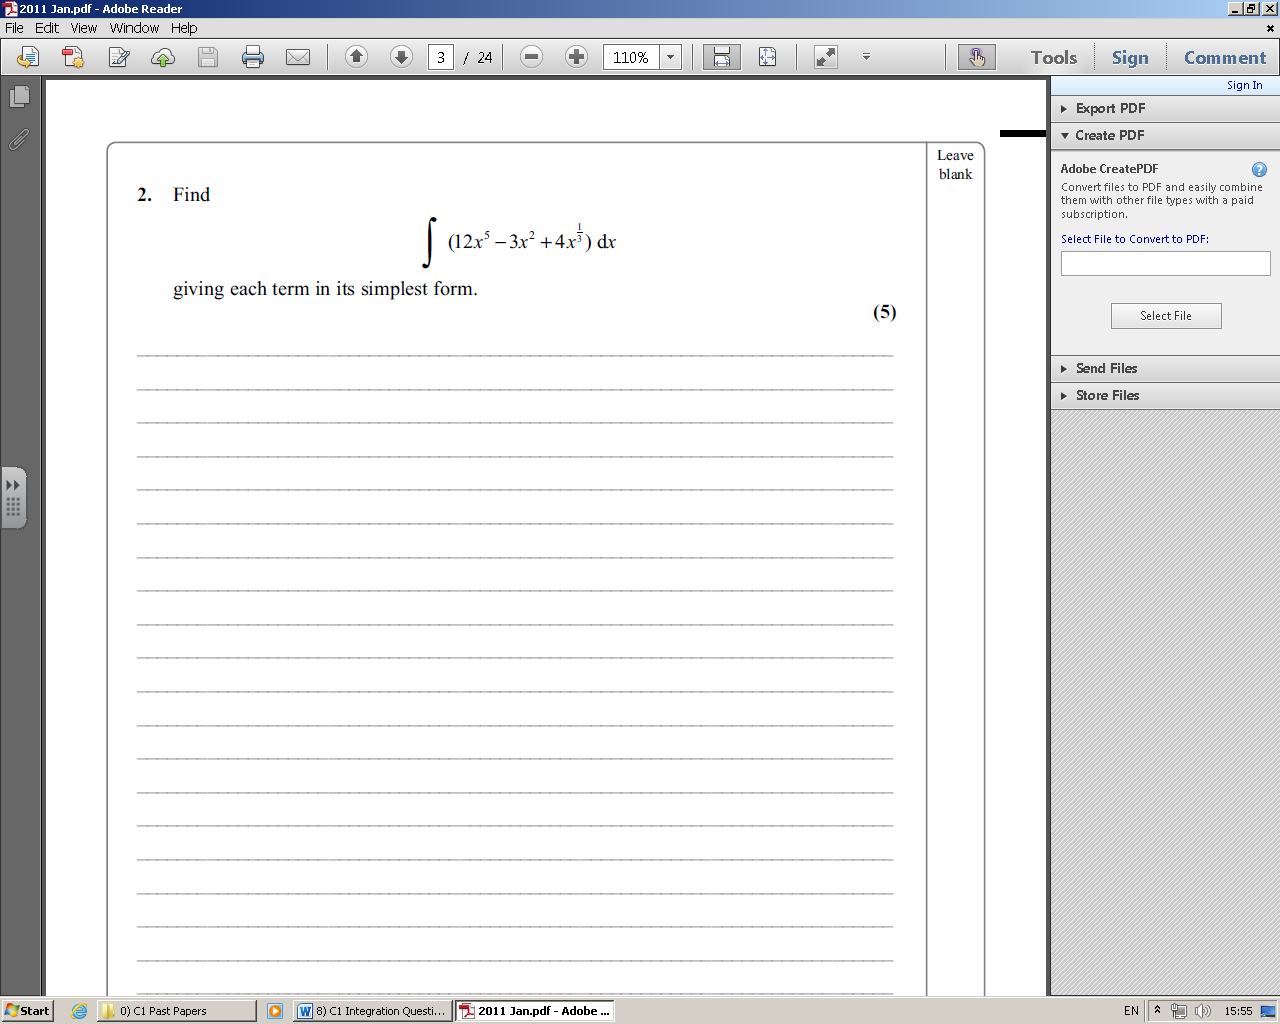 2011 Jan.pdf - Adobe Reader
File Edit View Window Help
3 / 24 110% Tools Sign Comment
Sign In
Export PDF
Create PDF
Adobe CreatePDF
Convert files to PDF and easily combine
them with other file types with a paid
subscription.
Select File to Convert to PDF:
Select File
Send Files
Store Files
Leave
blank
2. Find
∫ (12x⁵ − 3x² + 4x^(1/3)) dx
giving each term in its simplest form.
(5)
Start 0) C1 Past Papers 8) C1 Integration Questi... 2011 Jan.pdf - Adobe ... EN 15:55